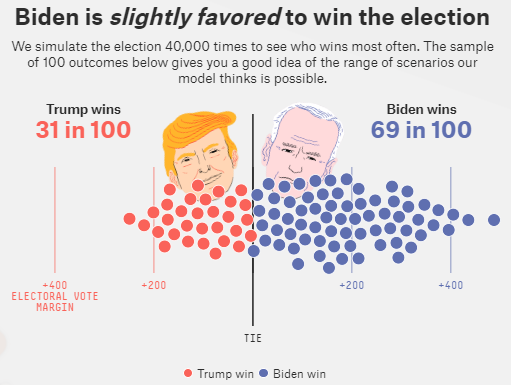 Biden is slightly favored to win the election
We simulate the election 40,000 times to see who wins most often. The sample
of 100 outcomes below gives you a good idea of the range of scenarios our
model thinks is possible.
Trump wins
31 in 100
Biden wins
69 in 100
+400
ELECTORAL VOTE
MARGIN
+200
+200
+400
TIE
Trump win
Biden win